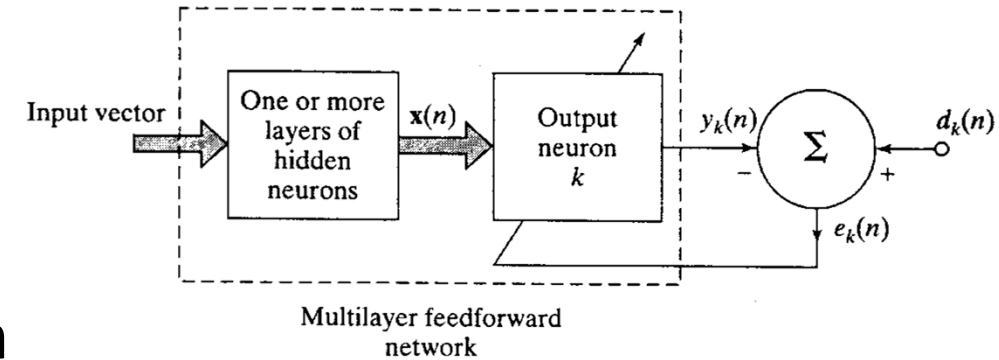 Input vector
One or more
layers of
hidden
neurons
x(n)
Output
neuron
k
yₖ(n)
−
Σ
+
dₖ(n)
eₖ(n)
Multilayer feedforward
network